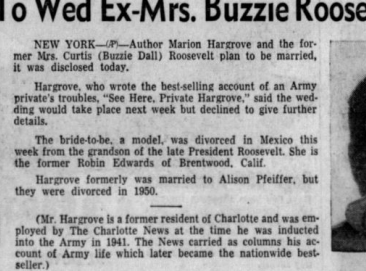 To Wed Ex-Mrs. Buzzie Roose
NEW YORK—(AP)—Author Marion Hargrove and the for-
mer Mrs. Curtis (Buzzie Dall) Roosevelt plan to be married,
it was disclosed today.
Hargrove, who wrote the best-selling account of an Army
private's troubles, "See Here, Private Hargrove," said the wed-
ding would take place next week but declined to give further
details.
The bride-to-be, a model, was divorced in Mexico this
week from the grandson of the late President Roosevelt. She is
the former Robin Edwards of Brentwood, Calif.
Hargrove formerly was married to Alison Pfeiffer, but
they were divorced in 1950.
(Mr. Hargrove is a former resident of Charlotte and was em-
ployed by The Charlotte News at the time he was inducted
into the Army in 1941. The News carried as columns his ac-
count of Army life which later became the nationwide best-
seller.)